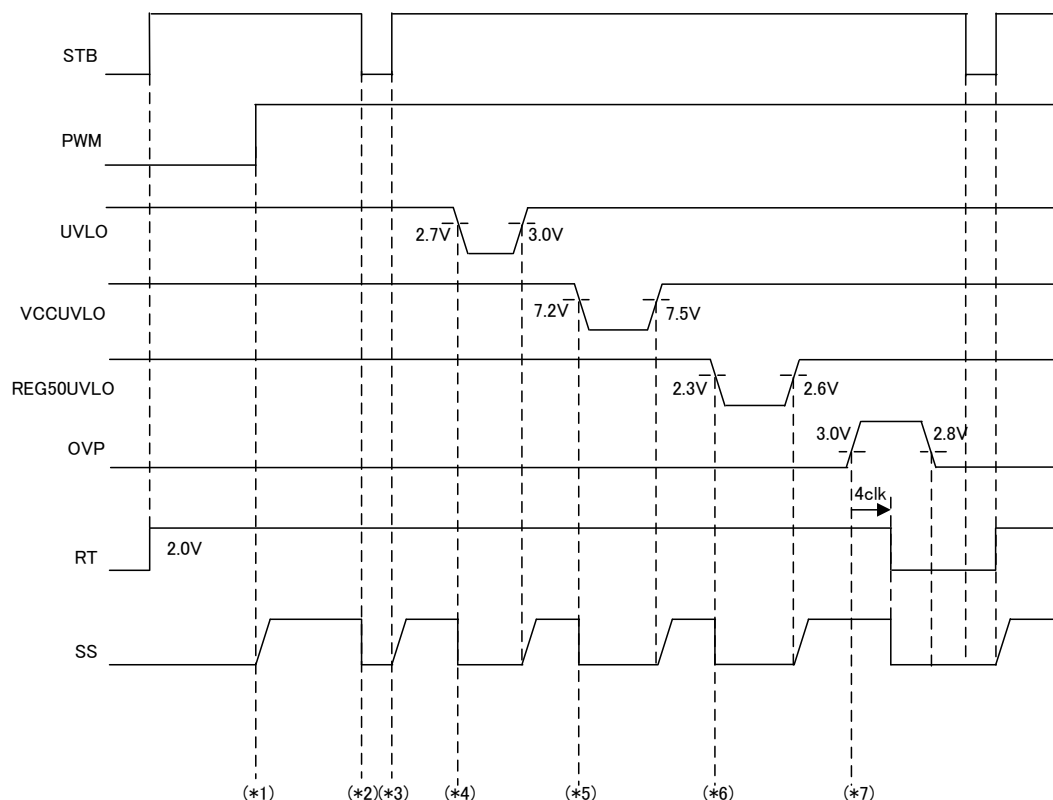 STB
PWM
UVLO
2.7V
3.0V
VCCUVLO
7.2V
7.5V
REG50UVLO
2.3V
2.6V
OVP
3.0V
2.8V
4clk
RT
2.0V
SS
(*1)
(*2)(*3)
(*4)
(*5)
(*6)
(*7)